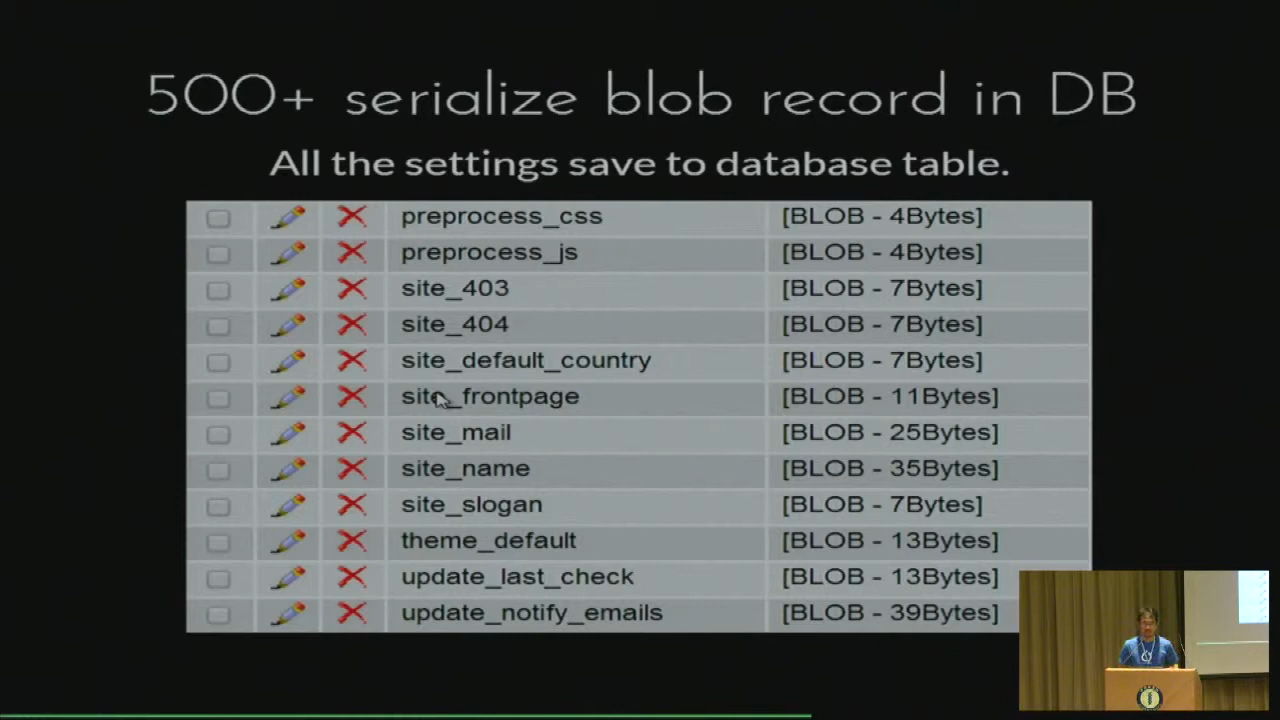 500+ serialize blob record in DB
All the settings save to database table.
preprocess_css [BLOB - 4Bytes]
preprocess_js [BLOB - 4Bytes]
site_403 [BLOB - 7Bytes]
site_404 [BLOB - 7Bytes]
site_default_country [BLOB - 7Bytes]
site_frontpage [BLOB - 11Bytes]
site_mail [BLOB - 25Bytes]
site_name [BLOB - 35Bytes]
site_slogan [BLOB - 7Bytes]
theme_default [BLOB - 13Bytes]
update_last_check [BLOB - 13Bytes]
update_notify_emails [BLOB - 39Bytes]